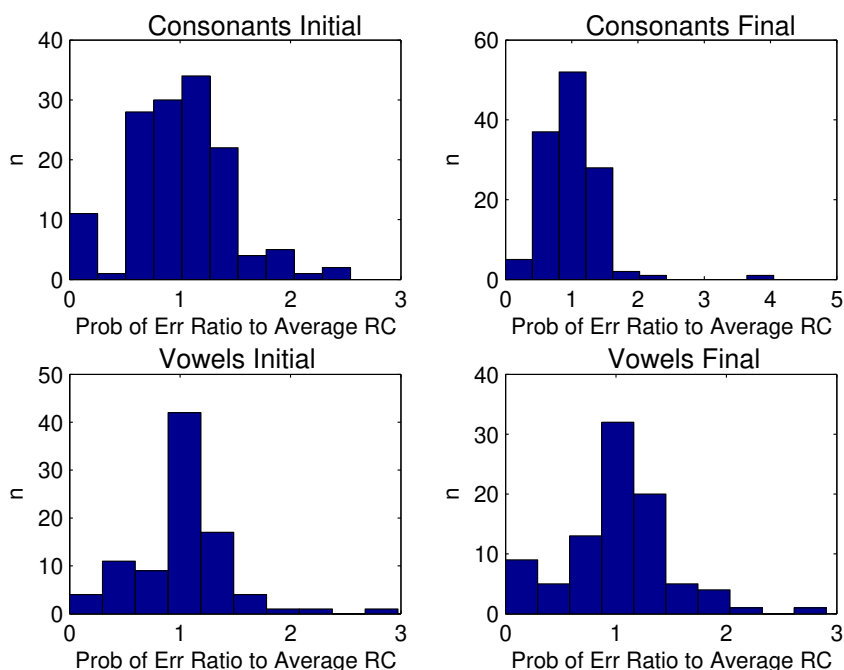 Consonants Initial
40
30
20
10
0
n
0 1 2 3
Prob of Err Ratio to Average RC
Consonants Final
60
40
20
0
n
0 1 2 3 4 5
Prob of Err Ratio to Average RC
Vowels Initial
50
40
30
20
10
0
n
0 1 2 3
Prob of Err Ratio to Average RC
Vowels Final
40
30
20
10
0
n
0 1 2 3
Prob of Err Ratio to Average RC